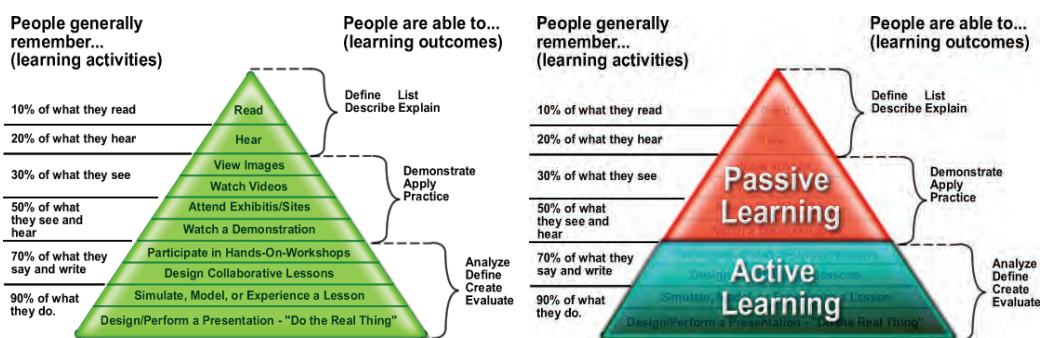 People generally
remember...
(learning activities)
People are able to...
(learning outcomes)
10% of what they read
20% of what they hear
30% of what they see
50% of what
they see and
hear
70% of what they
say and write
90% of what
they do.
Read
Hear
View Images
Watch Videos
Attend Exhibitis/Sites
Watch a Demonstration
Participate in Hands-On-Workshops
Design Collaborative Lessons
Simulate, Model, or Experience a Lesson
Design/Perform a Presentation - "Do the Real Thing"
Define List
Describe Explain
Demonstrate
Apply
Practice
Analyze
Define
Create
Evaluate
People generally
remember...
(learning activities)
People are able to...
(learning outcomes)
10% of what they read
20% of what they hear
30% of what they see
50% of what
they see and
hear
70% of what they
say and write
90% of what
they do.
Passive
Learning
Active
Learning
Design/Perform a Presentation - "Do the Real Thing"
Define List
Describe Explain
Demonstrate
Apply
Practice
Analyze
Define
Create
Evaluate